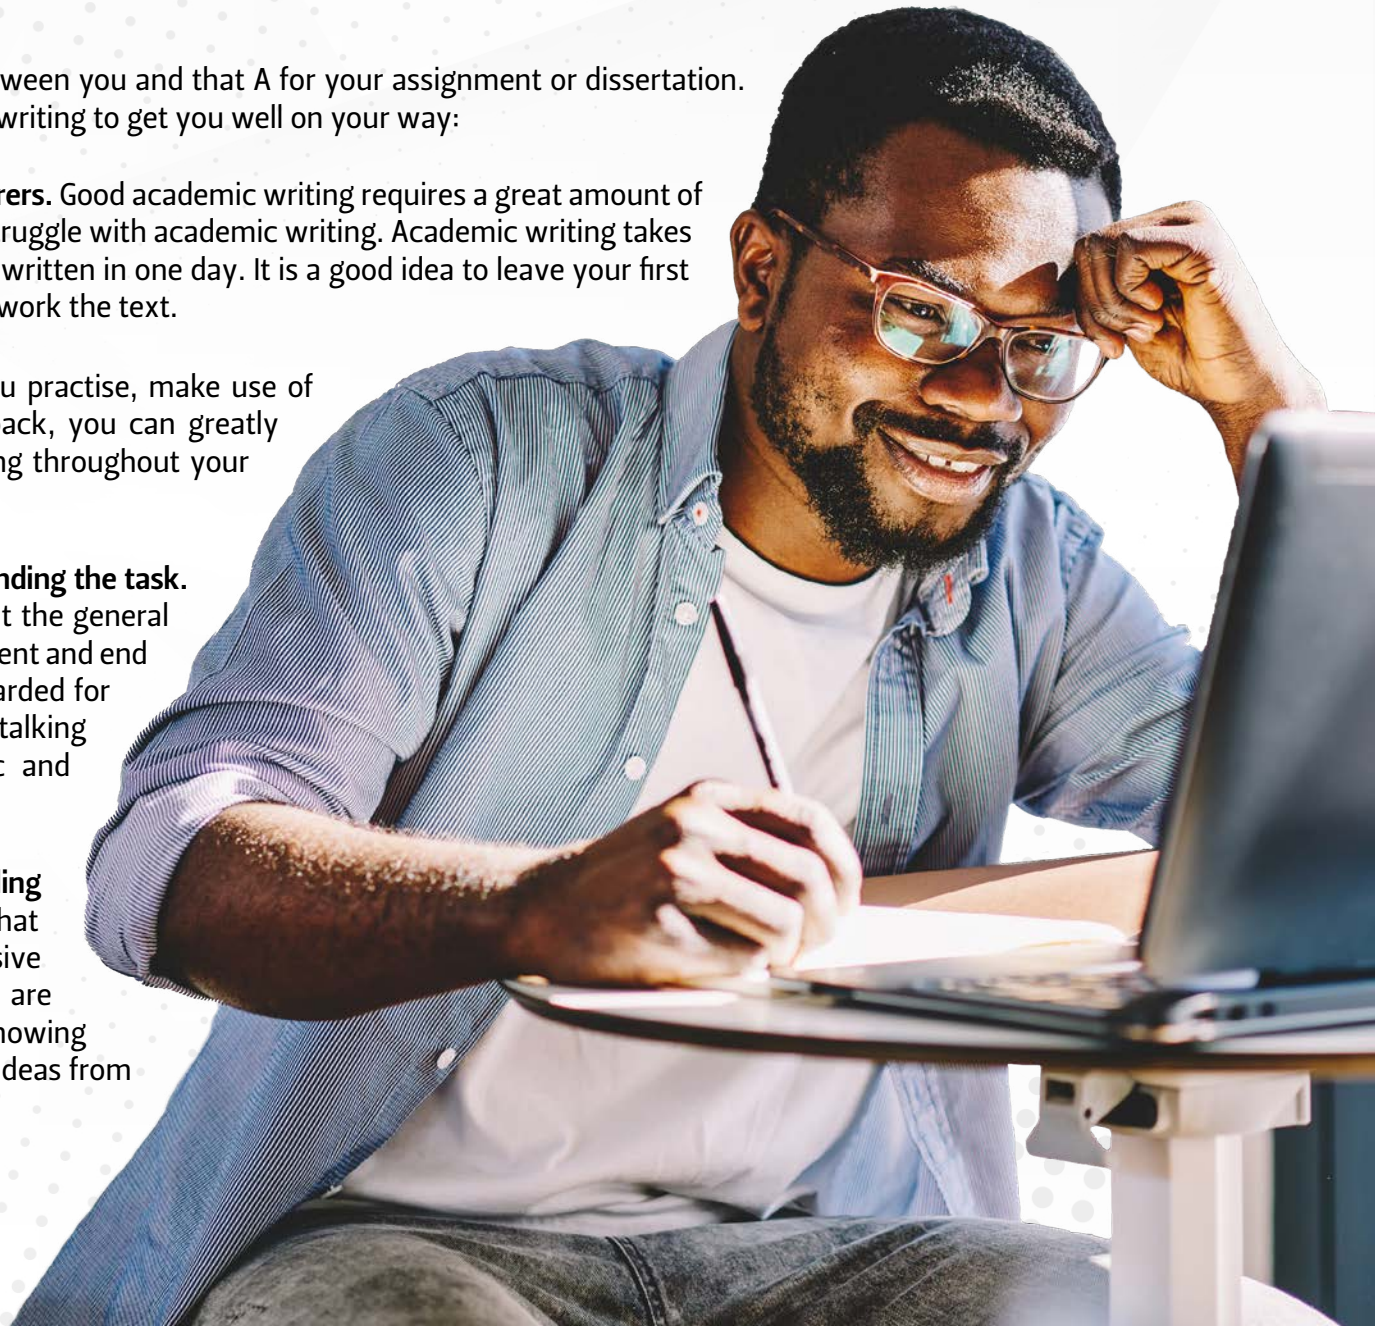 ween you and that A for your assignment or dissertation.
writing to get you well on your way:
rers. Good academic writing requires a great amount of
ruggle with academic writing. Academic writing takes
written in one day. It is a good idea to leave your first
work the text.
u practise, make use of
ack, you can greatly
ng throughout your
nding the task.
t the general
ent and end
arded for
talking
c and
ling
hat
sive
are
nowing
deas from